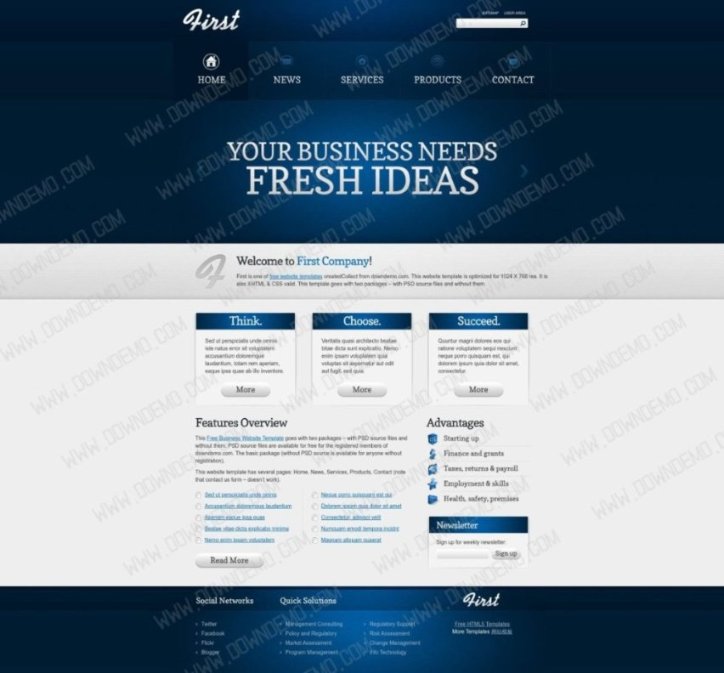 First
SITEMAP LOGIN AREA
HOME
NEWS
SERVICES
PRODUCTS
CONTACT
YOUR BUSINESS NEEDS
FRESH IDEAS
Welcome to First Company!
First is one of free website templates createdCollect from downdemo.com. This website template is optimized for 1024 X 768 res. It is
also XHTML & CSS valid. This template goes with two packages – with PSD source files and without them.
Think.
Sed ut perspiciatis unde omnis
iste natus error sit voluptatem
accusantium doloremque
laudantium, totam rem aperiam,
eaque ipsa quae ab illo inventore.
More
Choose.
Veritatis quasi architecto beatae
vitae dicta sunt explicabo. Nemo
enim ipsam voluptatem quia
voluptas sit aspernatur aut odit
aut fugit, sed quia.
More
Succeed.
Quuntur magni dolores eos qui
ratione voluptatem sequi nesciunt,
neque porro quisquam est, qui
dolorem ipsum quia dolor sit amet,
consectetur.
More
Features Overview
This Free Business Website Template goes with two packages – with PSD source files and
without them. PSD source files are available for free for the registered members of
downdemo.com. The basic package (without PSD source is available for anyone without
registration).
This website template has several pages: Home, News, Services, Products, Contact (note
that contact us form – doesn't work).
Sed ut perspiciatis unde omnis
Accusantium doloremque laudantium
Aperiam eaque ipsa quae
Beatae vitae dicta explicabo minima
Nemo enim ipsam voluptatem
Neque porro quisquam est qui
Dolorem ipsum quia dolor sit amet
Consectetur, adipisci velit
Numquam eiusmod tempora incidnt
Magnam aliquam quaerat
Read More
Advantages
Starting up
Finance and grants
Taxes, returns & payroll
Employment & skills
Health, safety, premises
Newsletter
Sign up for weekly newsletter:
Sign up
Social Networks
Twitter
Facebook
Flickr
Blogger
Quick Solutions
Management Consulting
Policy and Regulatory
Market Assessment
Program Management
Regulatory Support
Risk Assessment
Change Management
Info Technology
First
Free HTML5 Templates
More Templates
WWW.DOWNDEMO.COM